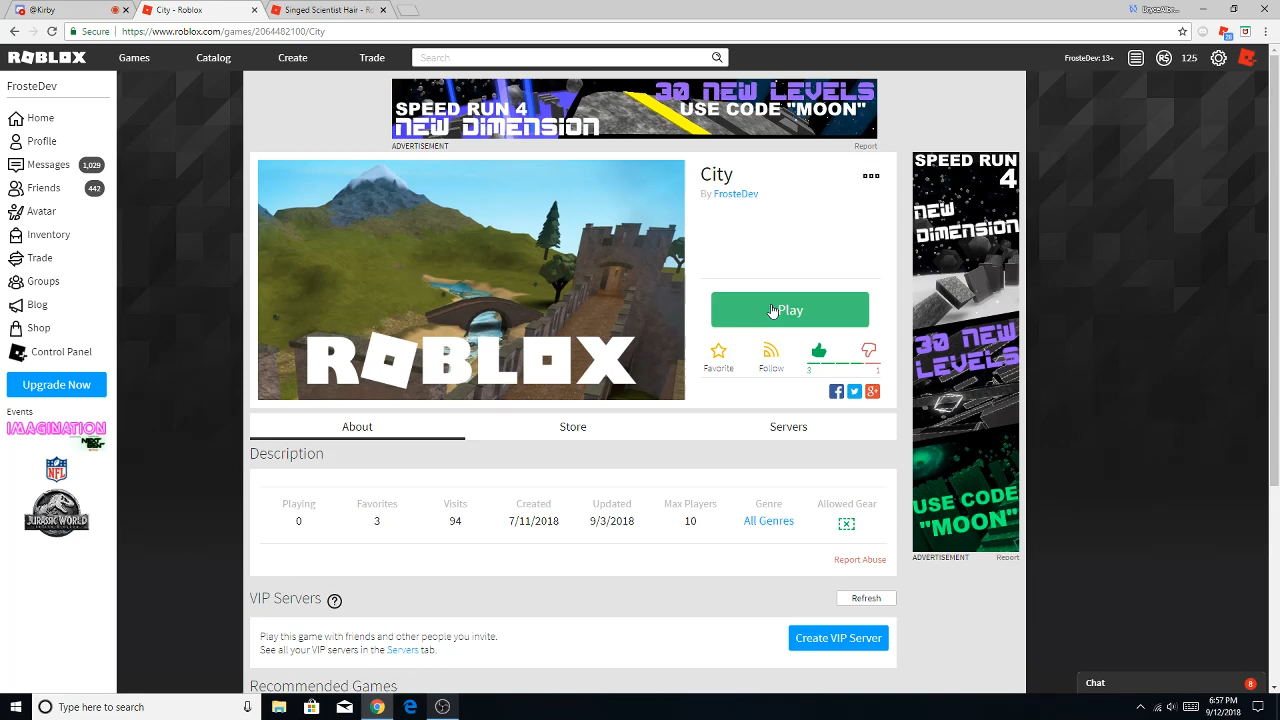 @Kirby
City - Roblox
Singed Scientist Hair - Ro
BryceAlbr...
Secure
https://www.roblox.com/games/2064482100/City
28
ROBLOX
Games
Catalog
Create
Trade
Search
FrosteDev: 13+
125
FrosteDev
Home
Profile
Messages
1,029
Friends
442
Avatar
Inventory
Trade
Groups
Blog
Shop
Control Panel
Upgrade Now
Events
IMAGINATION
NFL
JURASSIC WORLD
SPEED RUN 4
NEW DIMENSION
30 NEW LEVELS
USE CODE "MOON"
ADVERTISEMENT
Report
ROBLOX
City
By FrosteDev
Play
Favorite
Follow
3
1
About
Store
Servers
Description
Playing
Favorites
Visits
Created
Updated
Max Players
Genre
Allowed Gear
3
94
7/11/2018
9/3/2018
10
All Genres
Report Abuse
VIP Servers
?
Refresh
Play this game with friends and other people you invite.
See all your VIP servers in the Servers tab.
Create VIP Server
Recommended Games
SPEED RUN
4
NEW
DIMENSION
30 NEW
LEVELS
USE CODE
"MOON"
ADVERTISEMENT
Report
Chat
8
Type here to search
6:57 PM
9/12/2018